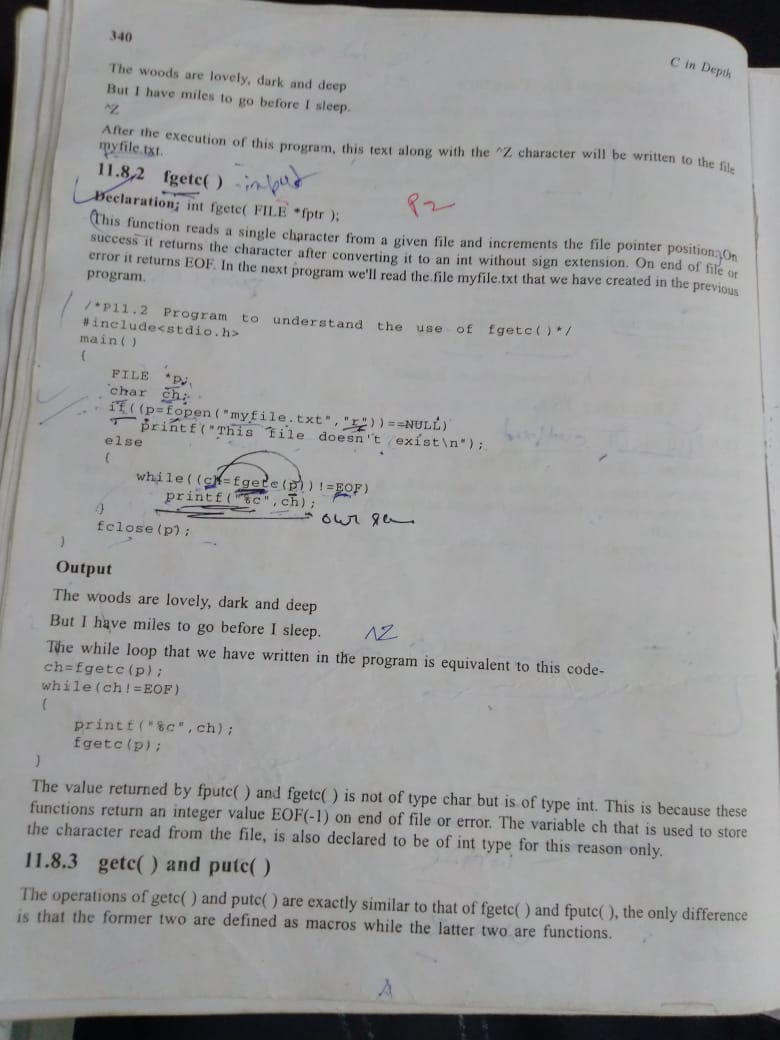 340
C in Depth
The woods are lovely, dark and deep
But I have miles to go before I sleep.
^Z
After the execution of this program, this text along with the ^Z character will be written to the file
myfile.txt.
11.8.2 fgetc( ) - input
Declaration: int fgetc( FILE *fptr ); P2
This function reads a single character from a given file and increments the file pointer position. On
success it returns the character after converting it to an int without sign extension. On end of file or
error it returns EOF. In the next program we'll read the file myfile.txt that we have created in the previous
program.
/*P11.2 Program to understand the use of fgetc()*/
#include<stdio.h>
main()
{
FILE *p;
char ch;
if((p=fopen("myfile.txt","r"))==NULL)
printf("This file doesn't exist\n");
else
{
while((ch=fgetc(p))!=EOF)
printf("%c",ch);
}
fclose(p);
}
Output
The woods are lovely, dark and deep
But I have miles to go before I sleep. ^Z
The while loop that we have written in the program is equivalent to this code-
ch=fgetc(p);
while(ch!=EOF)
{
printf("%c",ch);
fgetc(p);
}
The value returned by fputc( ) and fgetc( ) is not of type char but is of type int. This is because these
functions return an integer value EOF(-1) on end of file or error. The variable ch that is used to store
the character read from the file, is also declared to be of int type for this reason only.
11.8.3 getc( ) and putc( )
The operations of getc( ) and putc( ) are exactly similar to that of fgetc( ) and fputc( ), the only difference
is that the former two are defined as macros while the latter two are functions.